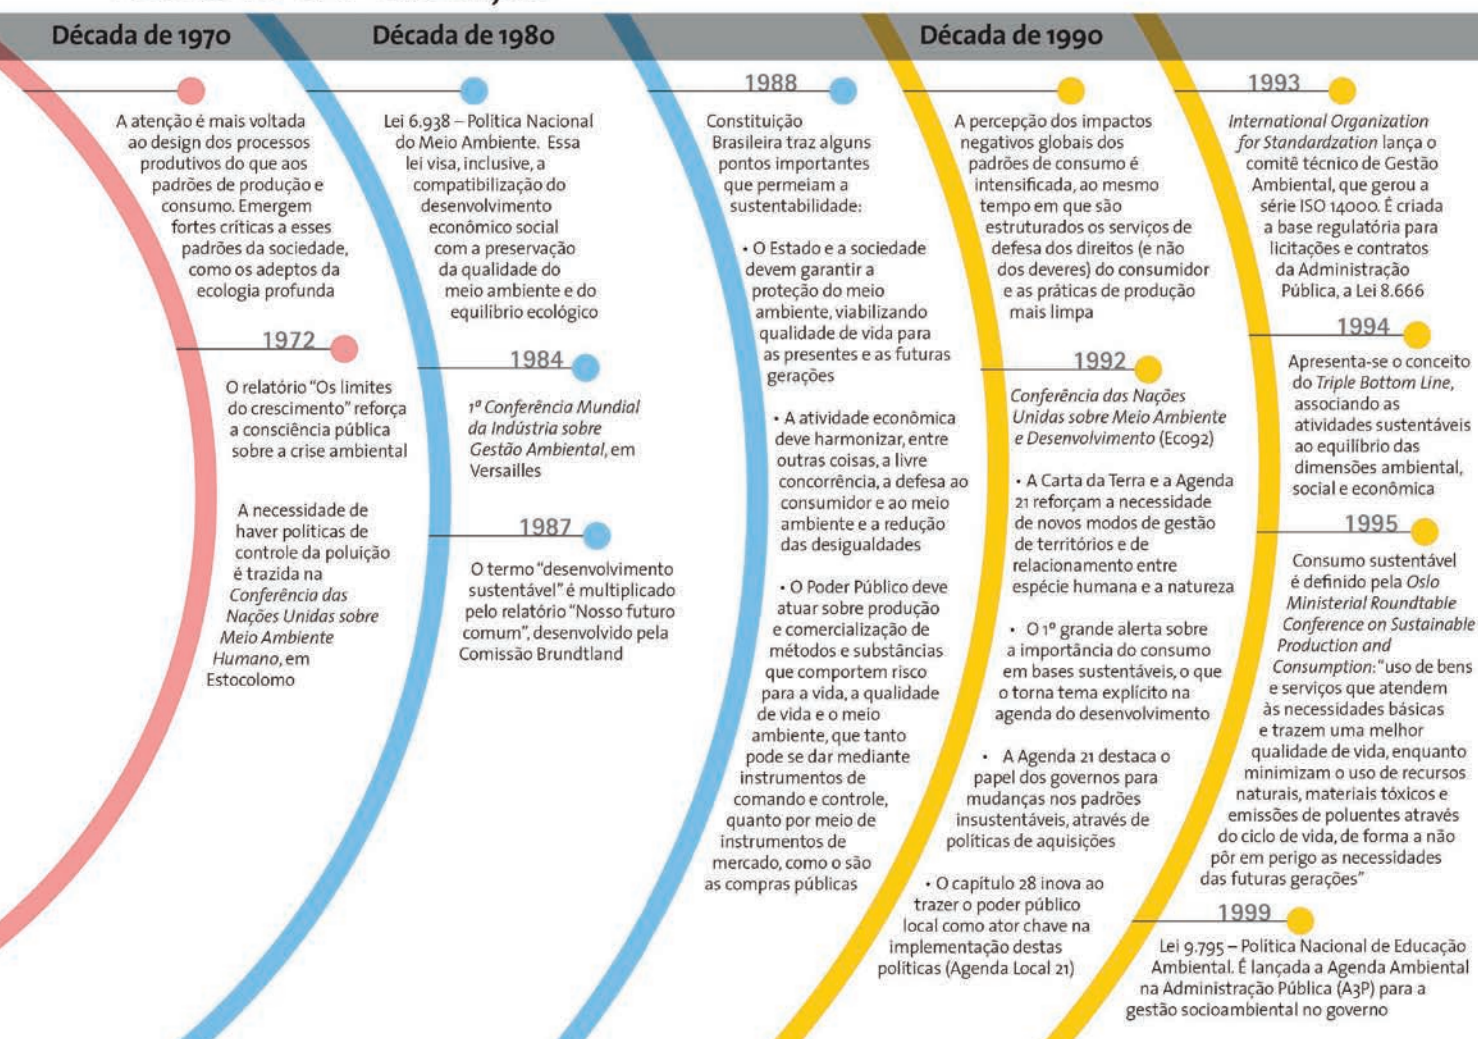 Década de 1970
A atenção é mais voltada
ao design dos processos
produtivos do que aos
padrões de produção e
consumo. Emergem
fortes críticas a esses
padrões da sociedade,
como os adeptos da
ecologia profunda
1972
O relatório "Os limites
do crescimento" reforça
a consciência pública
sobre a crise ambiental
A necessidade de
haver políticas de
controle da poluição
é trazida na
Conferência das
Nações Unidas sobre
Meio Ambiente
Humano, em
Estocolomo
Década de 1980
Lei 6.938 – Política Nacional
do Meio Ambiente. Essa
lei visa, inclusive, a
compatibilização do
desenvolvimento
econômico social
com a preservação
da qualidade do
meio ambiente e do
equilíbrio ecológico
1984
1ª Conferência Mundial
da Indústria sobre
Gestão Ambiental, em
Versailles
1987
O termo "desenvolvimento
sustentável" é multiplicado
pelo relatório "Nosso futuro
comum", desenvolvido pela
Comissão Brundtland
1988
Constituição
Brasileira traz alguns
pontos importantes
que permeiam a
sustentabilidade:
• O Estado e a sociedade
devem garantir a
proteção do meio
ambiente, viabilizando
qualidade de vida para
as presentes e as futuras
gerações
• A atividade econômica
deve harmonizar, entre
outras coisas, a livre
concorrência, a defesa ao
consumidor e ao meio
ambiente e a redução
das desigualdades
• O Poder Público deve
atuar sobre produção
e comercialização de
métodos e substâncias
que comportem risco
para a vida, a qualidade
de vida e o meio
ambiente, que tanto
pode se dar mediante
instrumentos de
comando e controle,
quanto por meio de
instrumentos de
mercado, como o são
as compras públicas
Década de 1990
A percepção dos impactos
negativos globais dos
padrões de consumo é
intensificada, ao mesmo
tempo em que são
estruturados os serviços de
defesa dos direitos (e não
dos deveres) do consumidor
e as práticas de produção
mais limpa
1992
Conferência das Nações
Unidas sobre Meio Ambiente
e Desenvolvimento (Eco92)
• A Carta da Terra e a Agenda
21 reforçam a necessidade
de novos modos de gestão
de territórios e de
relacionamento entre
espécie humana e a natureza
• O 1º grande alerta sobre
a importância do consumo
em bases sustentáveis, o que
o torna tema explícito na
agenda do desenvolvimento
• A Agenda 21 destaca o
papel dos governos para
mudanças nos padrões
insustentáveis, através de
políticas de aquisições
• O capítulo 28 inova ao
trazer o poder público
local como ator chave na
implementação destas
políticas (Agenda Local 21)
1993
International Organization
for Standardzation lança o
comitê técnico de Gestão
Ambiental, que gerou a
série ISO 14000. É criada
a base regulatória para
licitações e contratos
da Administração
Pública, a Lei 8.666
1994
Apresenta-se o conceito
do Triple Bottom Line,
associando as
atividades sustentáveis
ao equilíbrio das
dimensões ambiental,
social e econômica
1995
Consumo sustentável
é definido pela Oslo
Ministerial Roundtable
Conference on Sustainable
Production and
Consumption: "uso de bens
e serviços que atendem
às necessidades básicas
e trazem uma melhor
qualidade de vida, enquanto
minimizam o uso de recursos
naturais, materiais tóxicos e
emissões de poluentes através
do ciclo de vida, de forma a não
pôr em perigo as necessidades
das futuras gerações"
1999
Lei 9.795 – Política Nacional de Educação
Ambiental. É lançada a Agenda Ambiental
na Administração Pública (A3P) para a
gestão socioambiental no governo